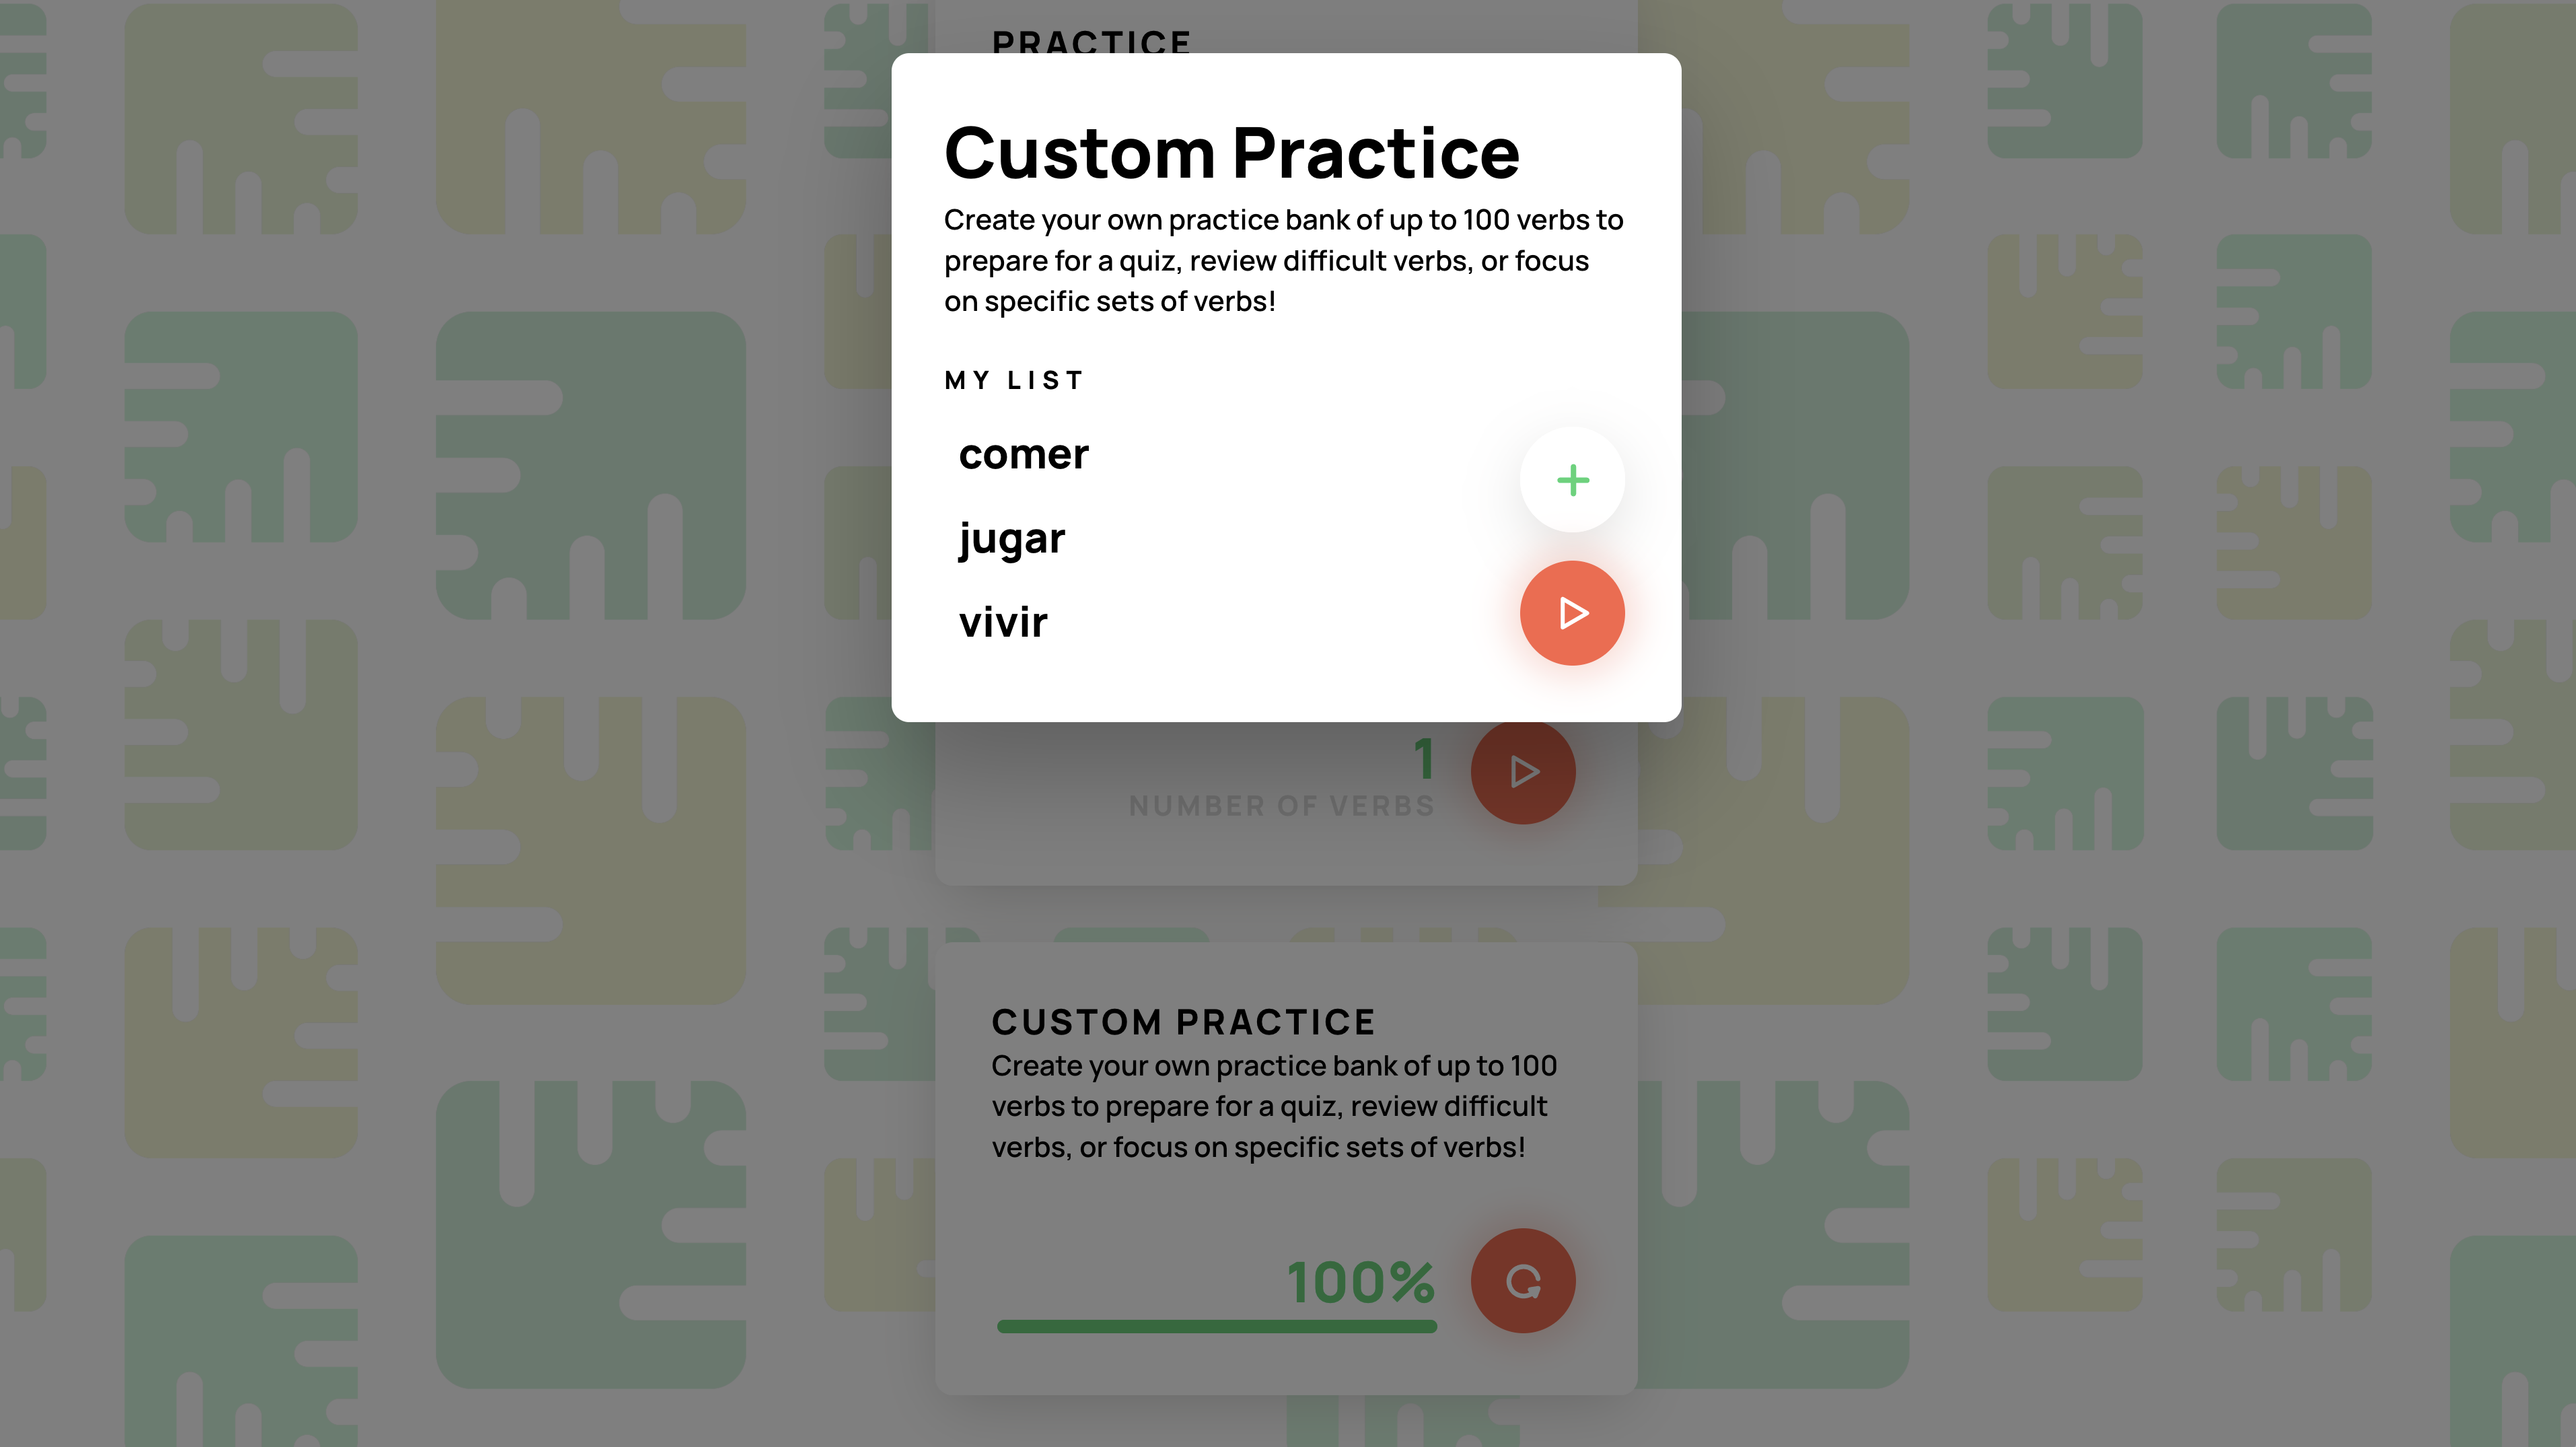 PRACTICE
Custom Practice
Create your own practice bank of up to 100 verbs to
prepare for a quiz, review difficult verbs, or focus
on specific sets of verbs!
MY LIST
comer
jugar
vivir
1
NUMBER OF VERBS
CUSTOM PRACTICE
Create your own practice bank of up to 100
verbs to prepare for a quiz, review difficult
verbs, or focus on specific sets of verbs!
100%